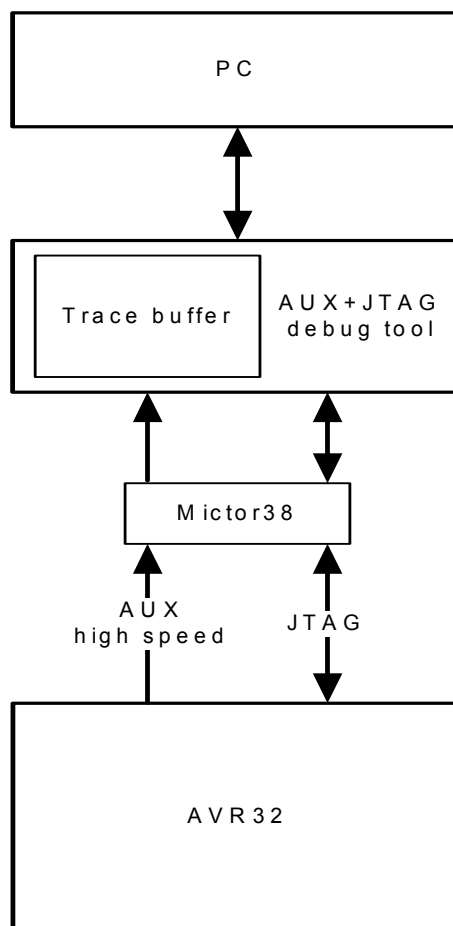 PC
Trace buffer
AUX+JTAG
debug tool
Mictor38
AUX
high speed
JTAG
AVR32